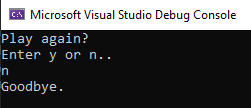 Microsoft Visual Studio Debug Console
Play again?
Enter y or n..
n
Goodbye.